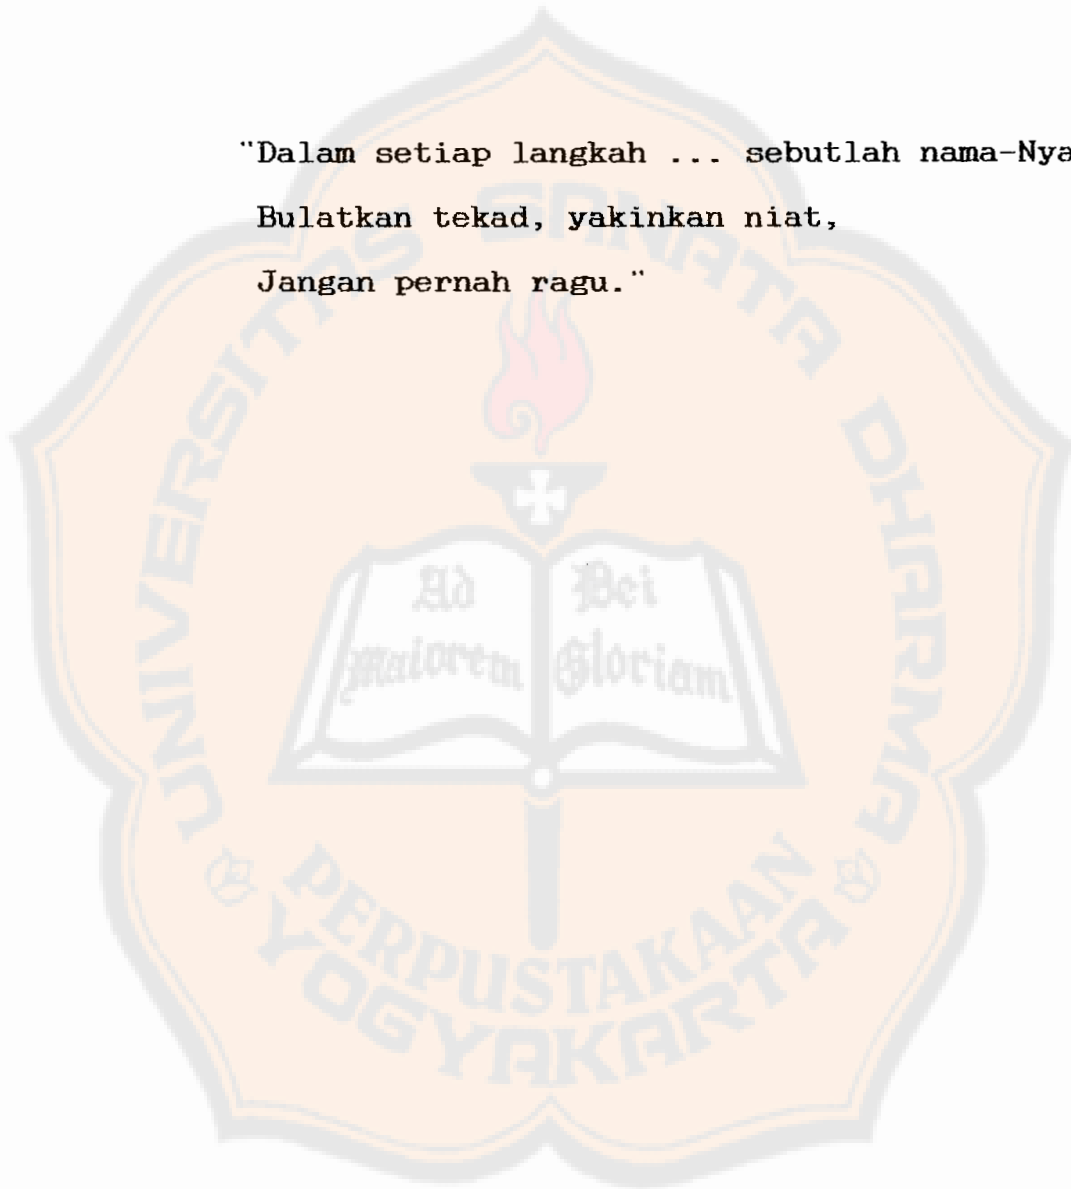 "Dalam setiap langkah ... sebutlah nama-Nya
Bulatkan tekad, yakinkan niat,
Jangan pernah ragu."
UNIVERSITAS SANATA DHARMA
Ad Dei
maiorem Gloriam
PERPUSTAKAAN
YOGYAKARTA